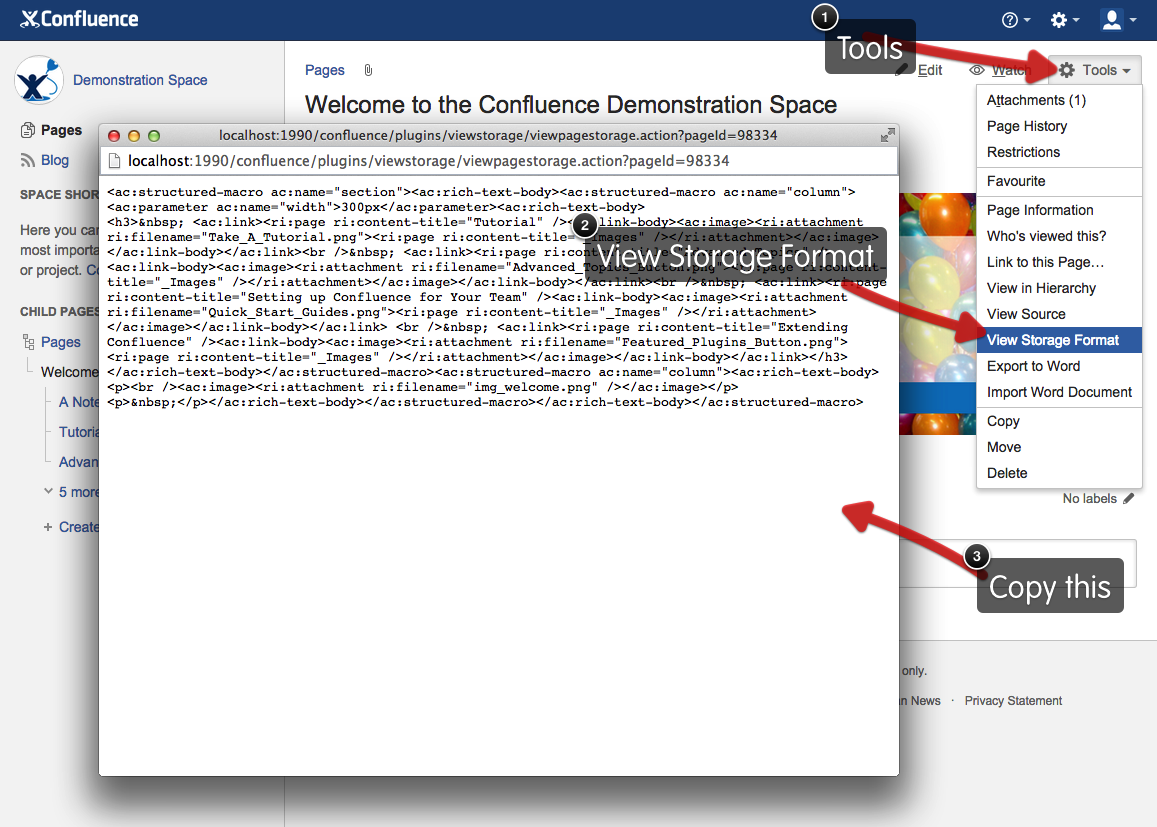 Confluence
1
Tools
Demonstration Space
Pages
Blog
SPACE SHOR
Here you can
most importa
or project. Co
CHILD PAGES
Pages
Welcome
A Note
Tutoria
Advan
5 more
Create
Pages
Edit
Watch
Tools
Welcome to the Confluence Demonstration Space
localhost:1990/confluence/plugins/viewstorage/viewpagestorage.action?pageId=98334
localhost:1990/confluence/plugins/viewstorage/viewpagestorage.action?pageId=98334
<ac:structured-macro ac:name="section"><ac:rich-text-body><ac:structured-macro ac:name="column">
<ac:parameter ac:name="width">300px</ac:parameter><ac:rich-text-body>
<h3>&nbsp; <ac:link><ri:page ri:content-title="Tutorial" /><ac:link-body><ac:image><ri:attachment
ri:filename="Take_A_Tutorial.png"><ri:page ri:content-title="_Images" /></ri:attachment></ac:image>
</ac:link-body></ac:link><br />&nbsp; <ac:link><ri:page ri:content-title="Advanced Topics" />
<ac:link-body><ac:image><ri:attachment ri:filename="Advanced_Topics_Button.png"><ri:page ri:content-
title="_Images" /></ri:attachment></ac:image></ac:link-body></ac:link><br />&nbsp; <ac:link><ri:page
ri:content-title="Setting up Confluence for Your Team" /><ac:link-body><ac:image><ri:attachment
ri:filename="Quick_Start_Guides.png"><ri:page ri:content-title="_Images" /></ri:attachment>
</ac:image></ac:link-body></ac:link> <br />&nbsp; <ac:link><ri:page ri:content-title="Extending
Confluence" /><ac:link-body><ac:image><ri:attachment ri:filename="Featured_Plugins_Button.png">
<ri:page ri:content-title="_Images" /></ri:attachment></ac:image></ac:link-body></ac:link></h3>
</ac:rich-text-body></ac:structured-macro><ac:structured-macro ac:name="column"><ac:rich-text-body>
<p><br /><ac:image><ri:attachment ri:filename="img_welcome.png" /></ac:image></p>
<p>&nbsp;</p></ac:rich-text-body></ac:structured-macro></ac:rich-text-body></ac:structured-macro>
2
View Storage Format
Attachments (1)
Page History
Restrictions
Favourite
Page Information
Who's viewed this?
Link to this Page...
View in Hierarchy
View Source
View Storage Format
Export to Word
Import Word Document
Copy
Move
Delete
No labels
3
Copy this
only.
n News · Privacy Statement